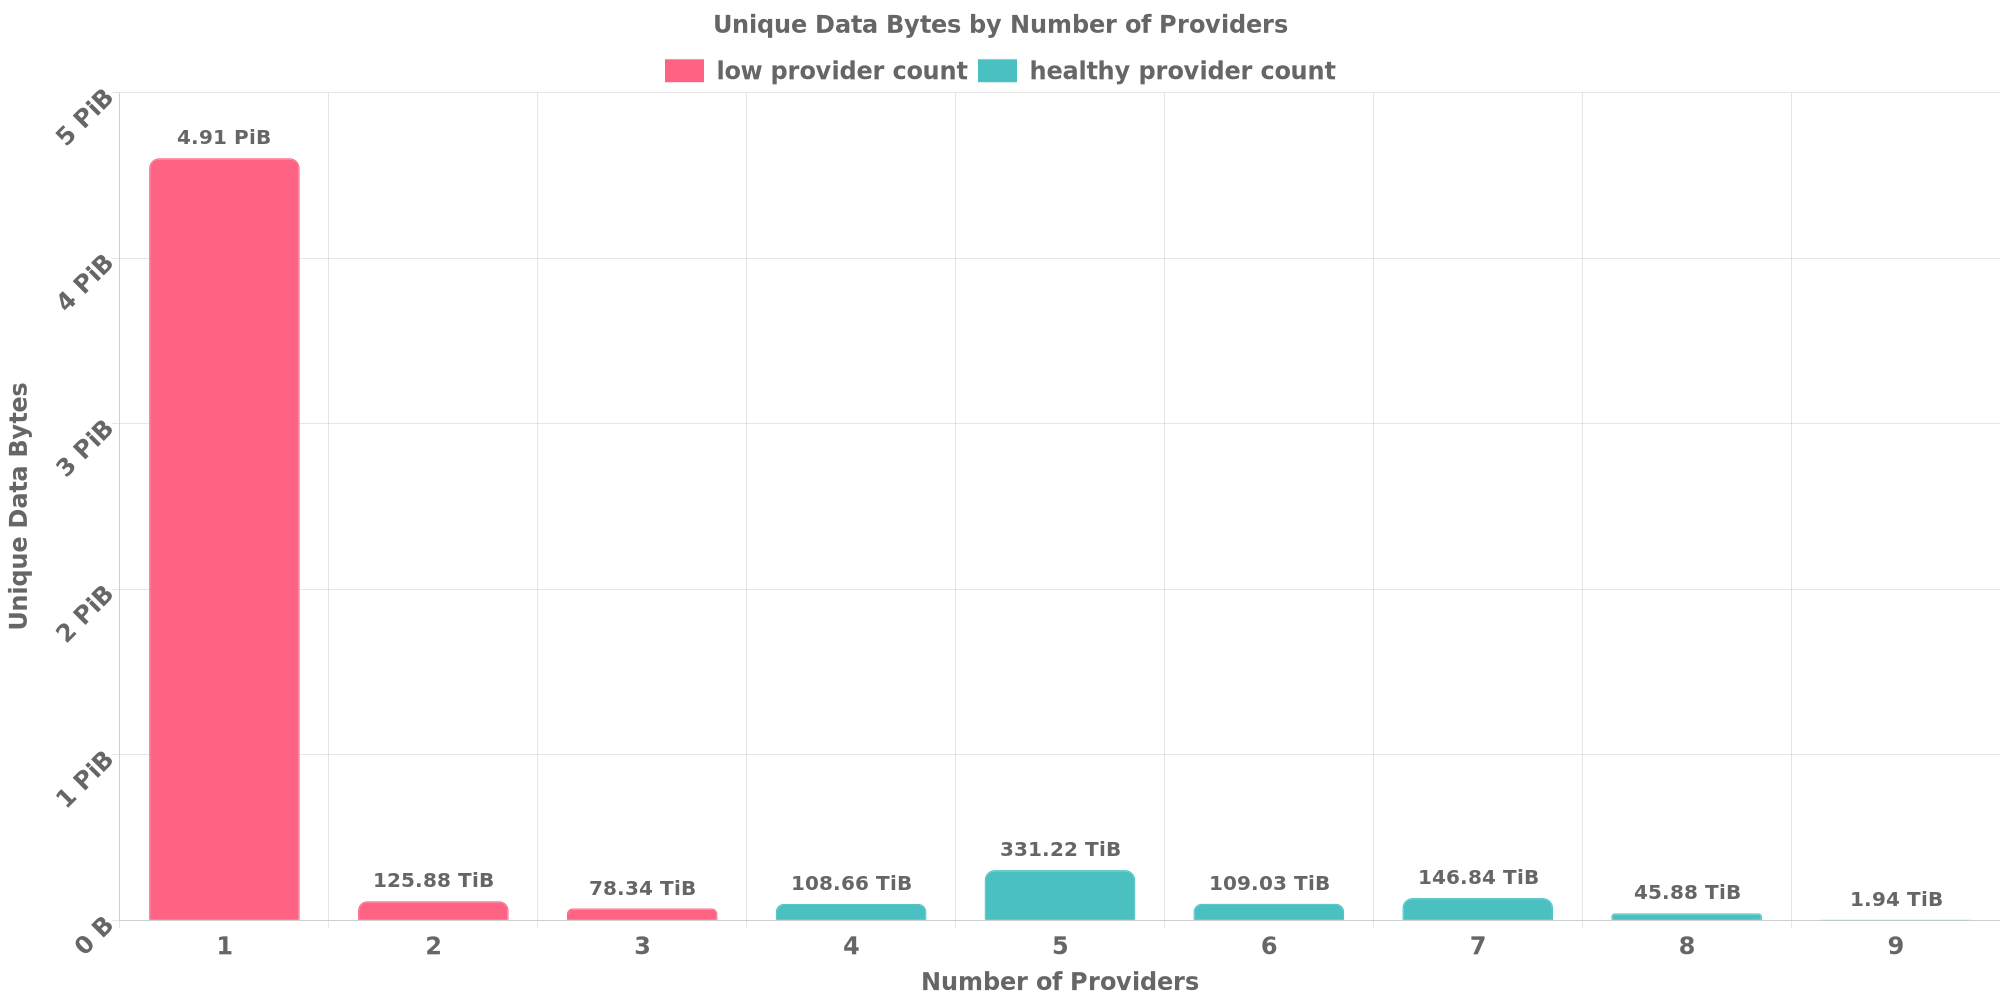 Unique Data Bytes by Number of Providers
low provider count
healthy provider count
5 PiB
4 PiB
3 PiB
2 PiB
1 PiB
0 B
Unique Data Bytes
4.91 PiB
125.88 TiB
78.34 TiB
108.66 TiB
331.22 TiB
109.03 TiB
146.84 TiB
45.88 TiB
1.94 TiB
1 2 3 4 5 6 7 8 9
Number of Providers